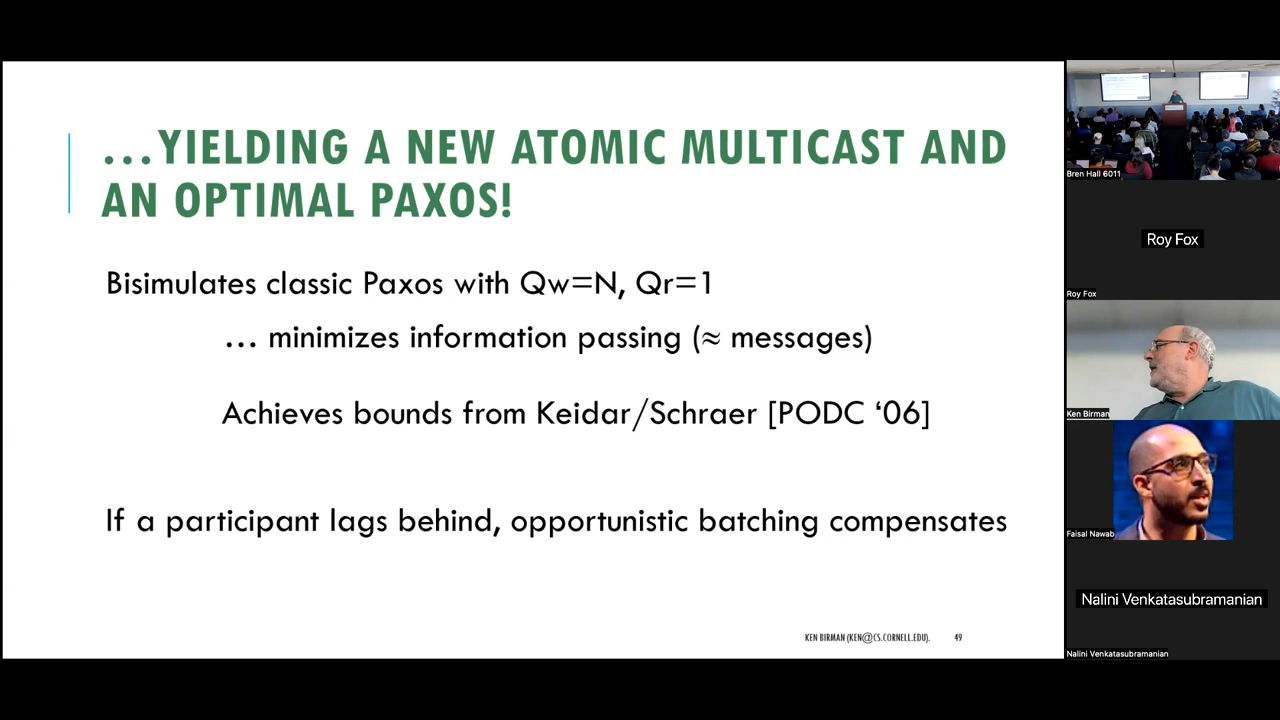 ...YIELDING A NEW ATOMIC MULTICAST AND
AN OPTIMAL PAXOS!
Bisimulates classic Paxos with Qw=N, Qr=1
... minimizes information passing (≈ messages)
Achieves bounds from Keidar/Schraer [PODC ‘06]
If a participant lags behind, opportunistic batching compensates
KEN BIRMAN (KEN@CS.CORNELL.EDU). 49
Bren Hall 6011
Roy Fox
Roy Fox
Ken Birman
Faisal Nawab
Nalini Venkatasubramanian
Nalini Venkatasubramanian